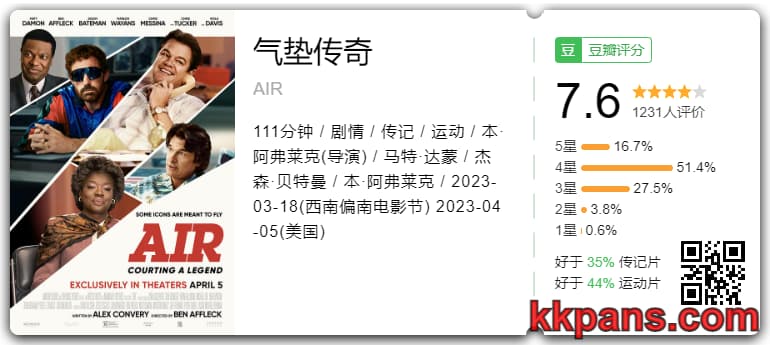 MATT DAMON
BEN AFFLECK
JASON BATEMAN
MARLON WAYANS
CHRIS MESSINA
CHRIS TUCKER
VIOLA DAVIS
SOME ICONS ARE MEANT TO FLY
AIR
COURTING A LEGEND
EXCLUSIVELY IN THEATERS APRIL 5
WRITTEN BY ALEX CONVERY DIRECTED BY BEN AFFLECK
气垫传奇
AIR
111分钟 / 剧情 / 传记 / 运动 / 本·
阿弗莱克(导演) / 马特·达蒙 / 杰
森·贝特曼 / 本·阿弗莱克 / 2023-
03-18(西南偏南电影节) 2023-04
-05(美国)
豆 豆瓣评分
7.6
1231人评价
5星 16.7%
4星 51.4%
3星 27.5%
2星 3.8%
1星 0.6%
好于 35% 传记片
好于 44% 运动片
kkpans.com